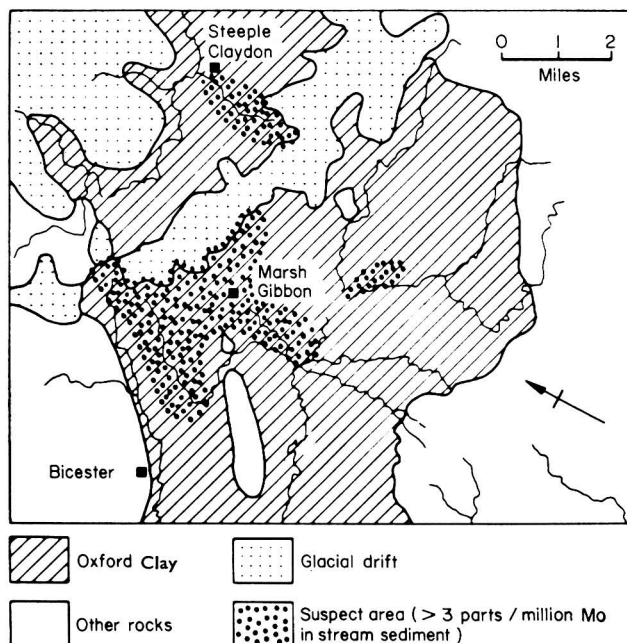 Steeple
Claydon
0 1 2
Miles
Marsh
Gibbon
Bicester
Oxford Clay
Glacial drift
Other rocks
Suspect area ( > 3 parts / million Mo
in stream sediment )